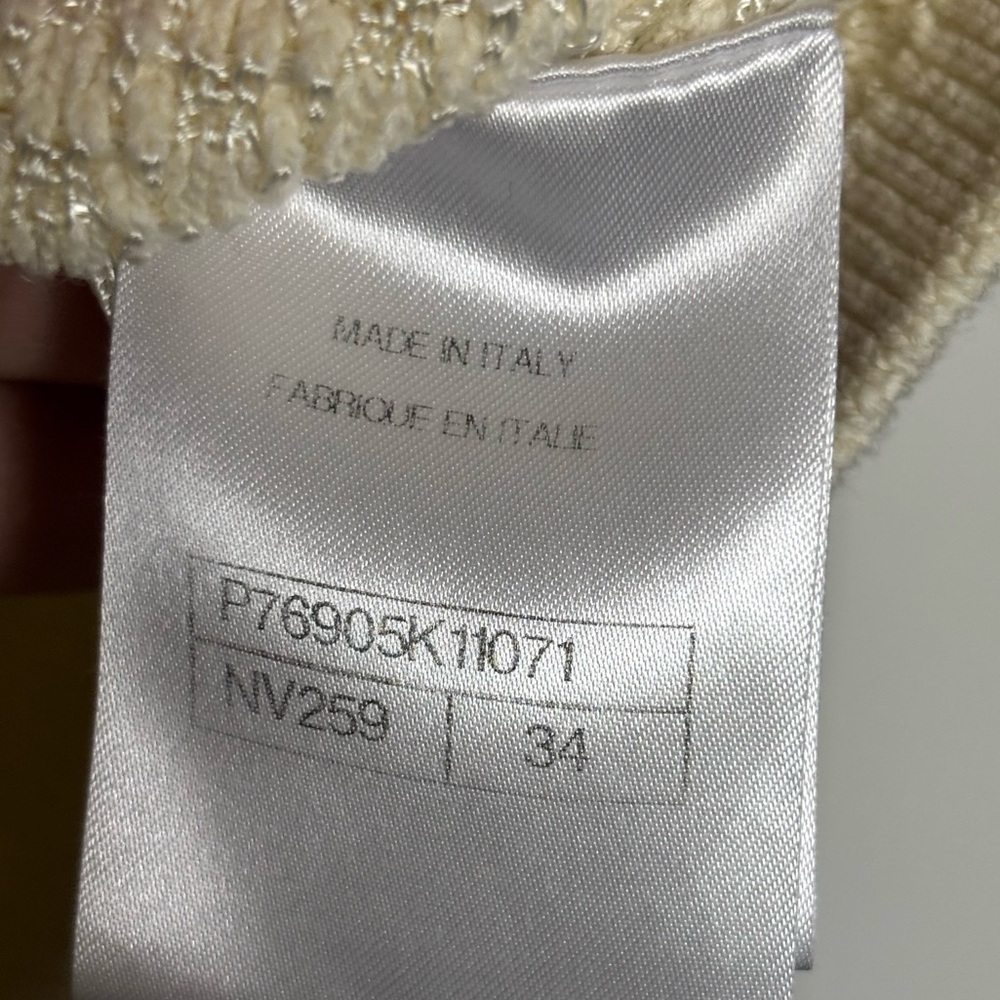 MADE IN ITALY
FABRIQUE EN ITALIE
P76905K11071
NV259
34